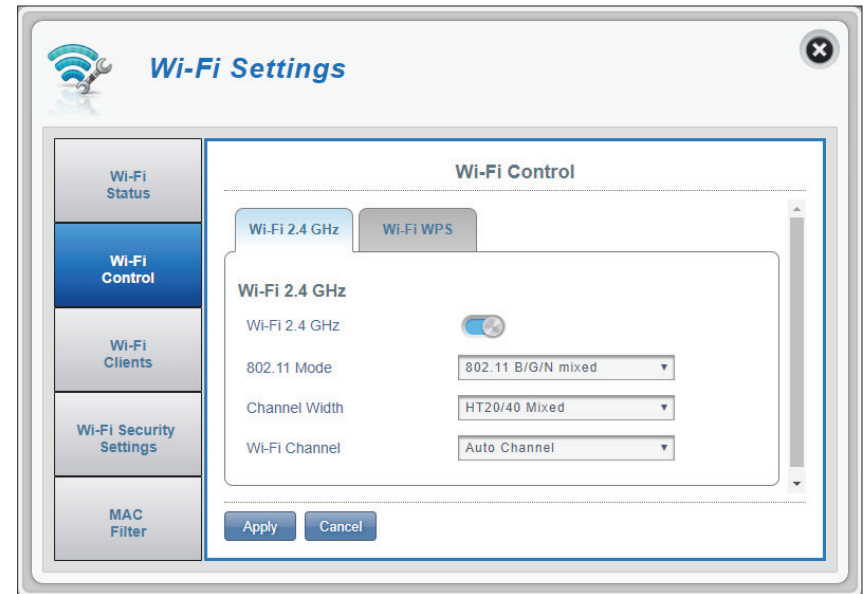 Wi-Fi Settings
Wi-Fi
Status
Wi-Fi
Control
Wi-Fi
Clients
Wi-Fi Security
Settings
MAC
Filter
Wi-Fi Control
Wi-Fi 2.4 GHz
Wi-Fi WPS
Wi-Fi 2.4 GHz
Wi-Fi 2.4 GHz
802.11 Mode
802.11 B/G/N mixed
Channel Width
HT20/40 Mixed
Wi-Fi Channel
Auto Channel
Apply
Cancel